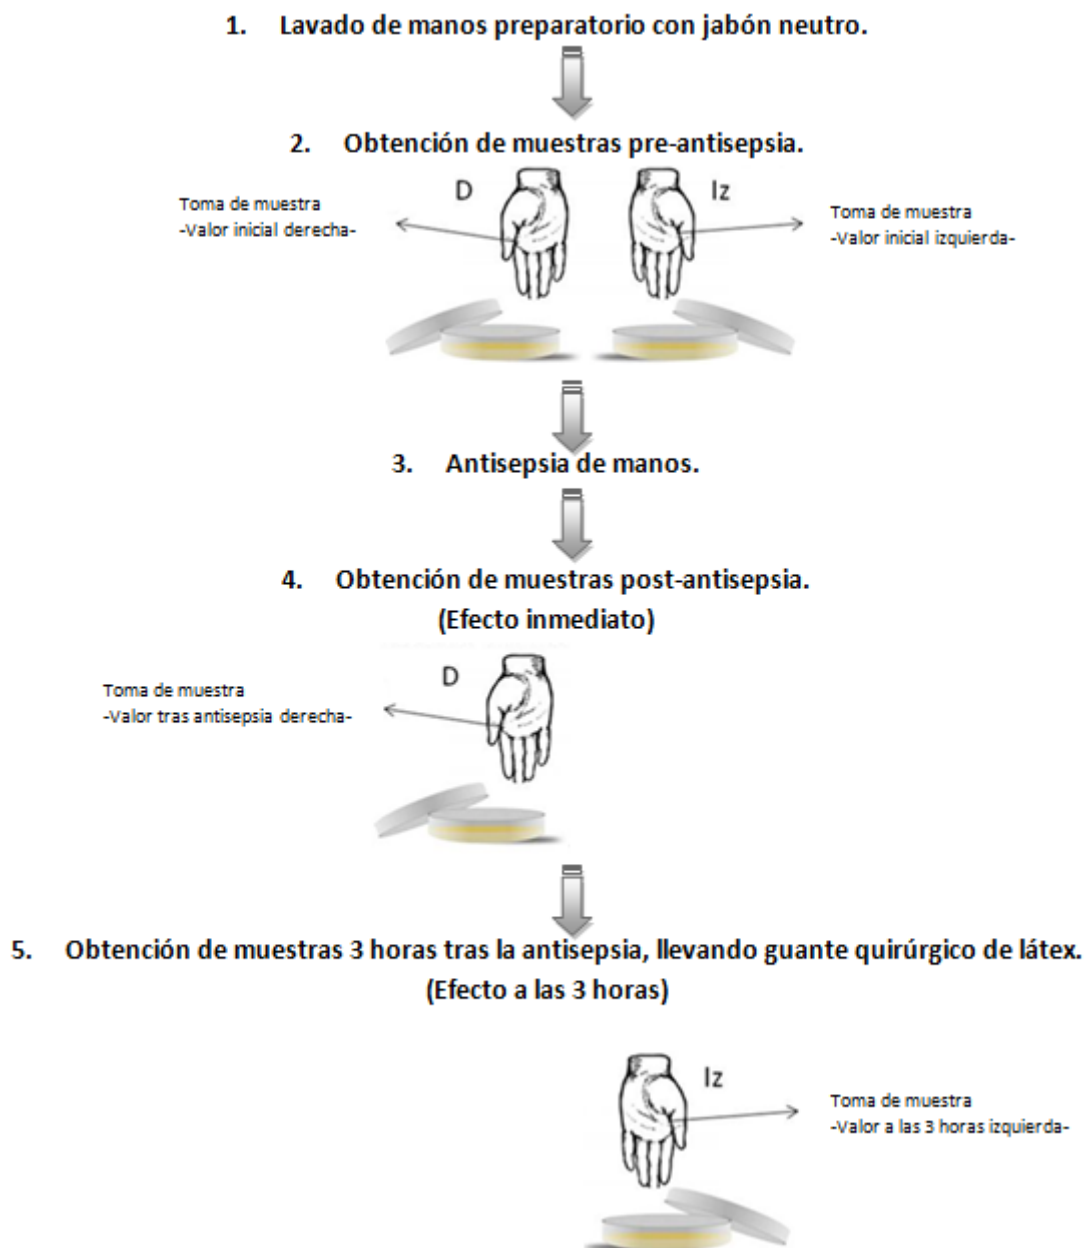 1. Lavado de manos preparatorio con jabón neutro.
2. Obtención de muestras pre-antisepsia.
D
Iz
Toma de muestra
-Valor inicial derecha-
Toma de muestra
-Valor inicial izquierda-
3. Antisepsia de manos.
4. Obtención de muestras post-antisepsia.
(Efecto inmediato)
D
Toma de muestra
-Valor tras antisepsia derecha-
5. Obtención de muestras 3 horas tras la antisepsia, llevando guante quirúrgico de látex.
(Efecto a las 3 horas)
Iz
Toma de muestra
-Valor a las 3 horas izquierda-